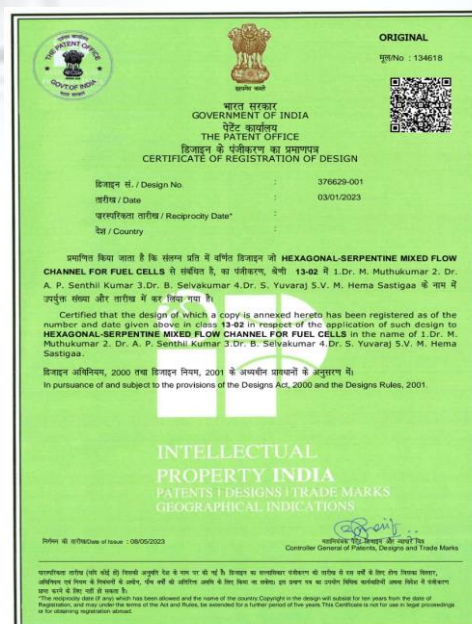 ORIGINAL
मूल/No : 134618
THE PATENT OFFICE
GOVT.OF INDIA
भारत सरकार
GOVERNMENT OF INDIA
पेटेंट कार्यालय
THE PATENT OFFICE
डिजाइन के पंजीकरण का प्रमाणपत्र
CERTIFICATE OF REGISTRATION OF DESIGN
डिजाइन सं. / Design No. : 376629-001
तारीख / Date : 03/01/2023
पारस्परिकता तारीख / Reciprocity Date* :
देश / Country :
प्रमाणित किया जाता है कि संलग्न प्रति में वर्णित डिजाइन जो HEXAGONAL-SERPENTINE MIXED FLOW
CHANNEL FOR FUEL CELLS से संबंधित है, का पंजीकरण, श्रेणी 13-02 में 1.Dr. M. Muthukumar 2. Dr.
A. P. Senthil Kumar 3.Dr. B. Selvakumar 4.Dr. S. Yuvaraj 5.V. M. Hema Sastigaa के नाम में
उपर्युक्त संख्या और तारीख में कर लिया गया है।
Certified that the design of which a copy is annexed hereto has been registered as of the
number and date given above in class 13-02 in respect of the application of such design to
HEXAGONAL-SERPENTINE MIXED FLOW CHANNEL FOR FUEL CELLS in the name of 1.Dr. M.
Muthukumar 2. Dr. A. P. Senthil Kumar 3.Dr. B. Selvakumar 4.Dr. S. Yuvaraj 5.V. M. Hema
Sastigaa.
डिजाइन अधिनियम, 2000 तथा डिजाइन नियम, 2001 के अध्यधीन प्रावधानों के अनुसरण में।
In pursuance of and subject to the provisions of the Designs Act, 2000 and the Designs Rules, 2001.
INTELLECTUAL
PROPERTY INDIA
PATENTS | DESIGNS | TRADE MARKS
GEOGRAPHICAL INDICATIONS
निर्गमन की तारीख/Date of Issue : 08/05/2023
महानियंत्रक पेटेंट, डिजाइन और व्यापार चिह्न
Controller General of Patents, Designs and Trade Marks
*The reciprocity date (if any) which has been allowed and the name of the country Copyright in the design will subsist for ten years from the date of
Registration, and may under the terms of the Act and Rules, be extended for a further period of five years This Certificate is not for use in legal proceedings
or for obtaining registration abroad.